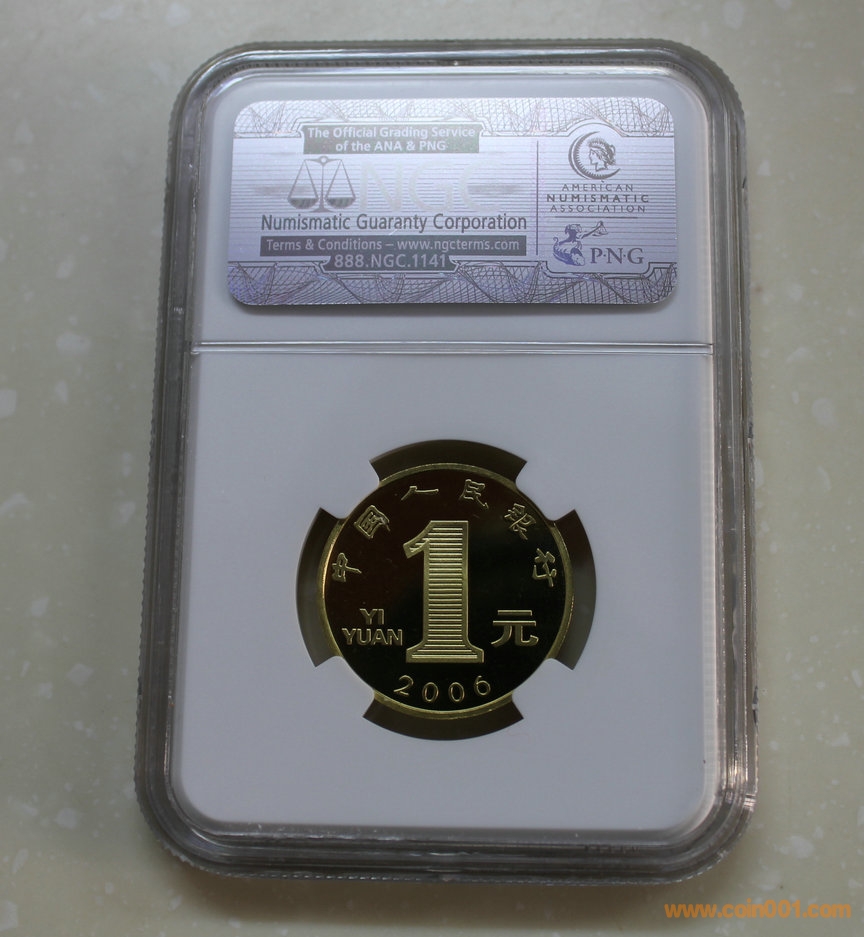 The Official Grading Service
of the ANA & PNG
NGC
Numismatic Guaranty Corporation
Terms & Conditions – www.ngcterms.com
888.NGC.1141
AMERICAN
NUMISMATIC
ASSOCIATION
P·N·G
中国人民银行
1
YI
YUAN
元
2006
www.coin001.com